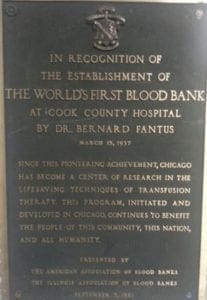 IN RECOGNITION OF
THE ESTABLISHMENT OF
THE WORLD'S FIRST BLOOD BANK
AT COOK COUNTY HOSPITAL
BY DR. BERNARD FANTUS
MARCH 15, 1937
SINCE THIS PIONEERING ACHIEVEMENT, CHICAGO
HAS BECOME A CENTER OF RESEARCH IN THE
LIFESAVING TECHNIQUES OF TRANSFUSION
THERAPY. THIS PROGRAM, INITIATED AND
DEVELOPED IN CHICAGO, CONTINUES TO BENEFIT
THE PEOPLE OF THIS COMMUNITY, THIS NATION,
AND ALL HUMANITY.
PRESENTED BY
THE AMERICAN ASSOCIATION OF BLOOD BANKS
THE ILLINOIS ASSOCIATION OF BLOOD BANKS
SEPTEMBER 1981